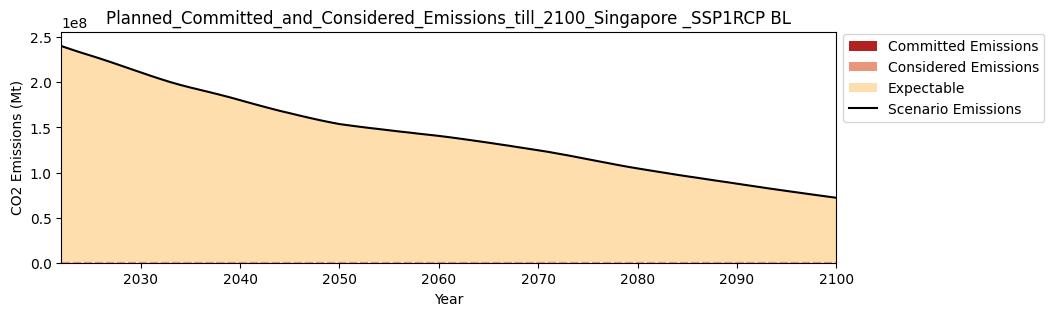 Planned_Committed_and_Considered_Emissions_till_2100_Singapore _SSP1RCP BL
1e8
2.5
2.0
1.5
1.0
0.5
0.0
CO2 Emissions (Mt)
2030 2040 2050 2060 2070 2080 2090 2100
Year
Committed Emissions
Considered Emissions
Expectable
Scenario Emissions